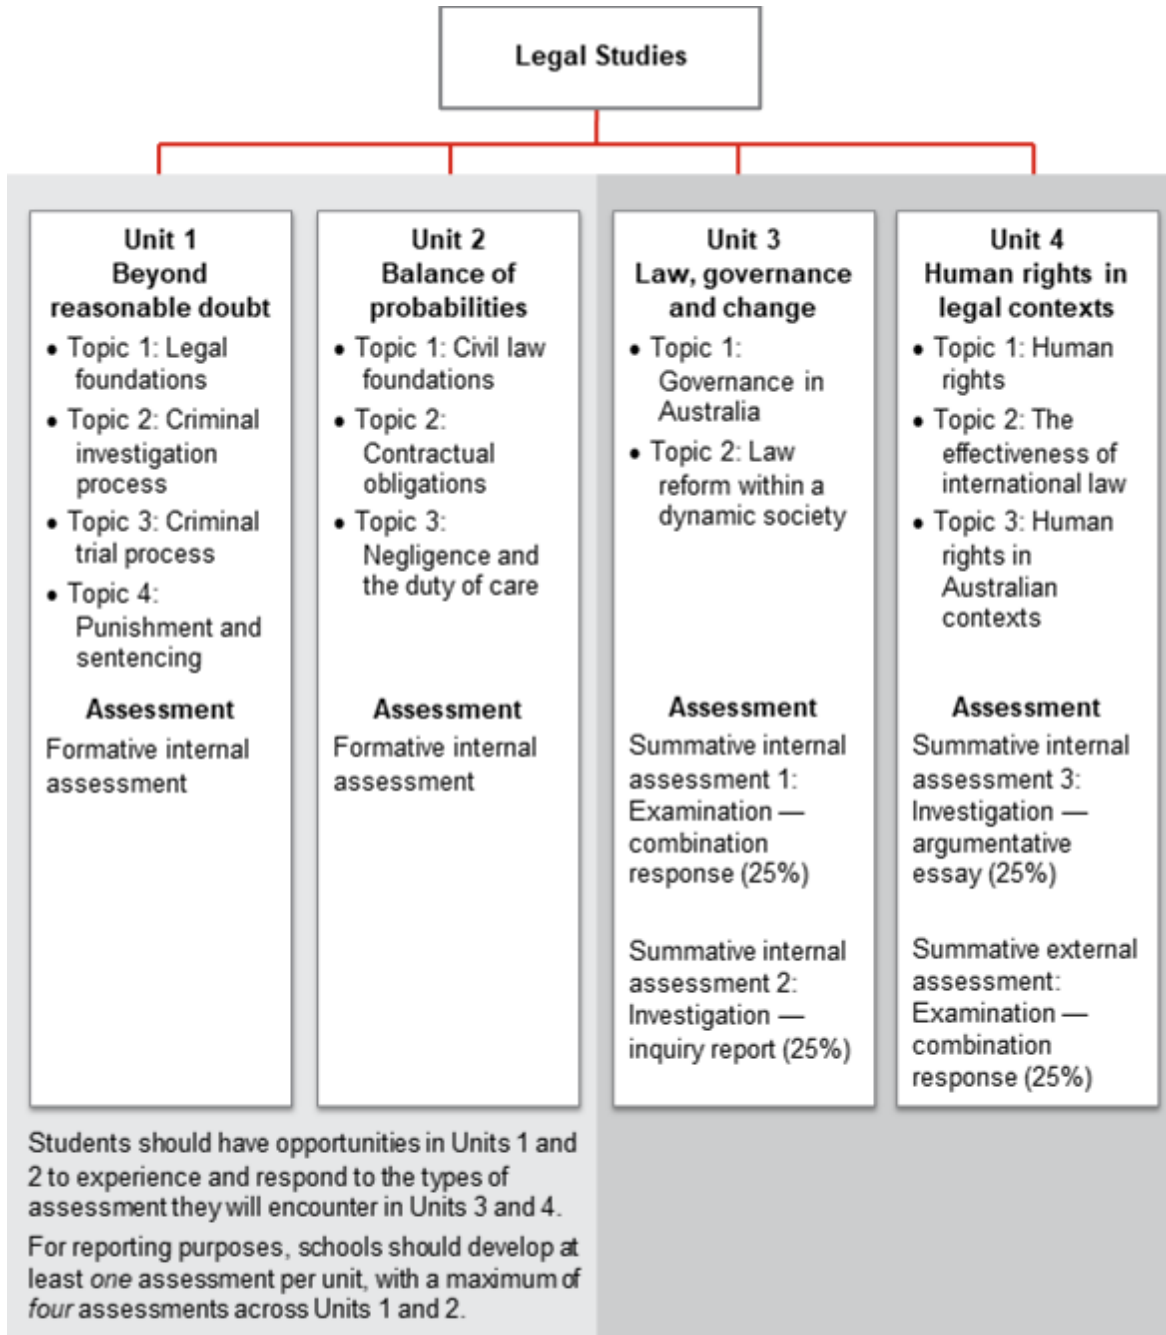 Legal Studies
Unit 1
Beyond
reasonable doubt
• Topic 1: Legal
foundations
• Topic 2: Criminal
investigation
process
• Topic 3: Criminal
trial process
• Topic 4:
Punishment and
sentencing
Assessment
Formative internal
assessment
Unit 2
Balance of
probabilities
• Topic 1: Civil law
foundations
• Topic 2:
Contractual
obligations
• Topic 3:
Negligence and
the duty of care
Assessment
Formative internal
assessment
Unit 3
Law, governance
and change
• Topic 1:
Governance in
Australia
• Topic 2: Law
reform within a
dynamic society
Assessment
Summative internal
assessment 1:
Examination —
combination
response (25%)
Summative internal
assessment 2:
Investigation —
inquiry report (25%)
Unit 4
Human rights in
legal contexts
• Topic 1: Human
rights
• Topic 2: The
effectiveness of
international law
• Topic 3: Human
rights in
Australian
contexts
Assessment
Summative internal
assessment 3:
Investigation —
argumentative
essay (25%)
Summative external
assessment:
Examination —
combination
response (25%)
Students should have opportunities in Units 1 and
2 to experience and respond to the types of
assessment they will encounter in Units 3 and 4.
For reporting purposes, schools should develop at
least one assessment per unit, with a maximum of
four assessments across Units 1 and 2.